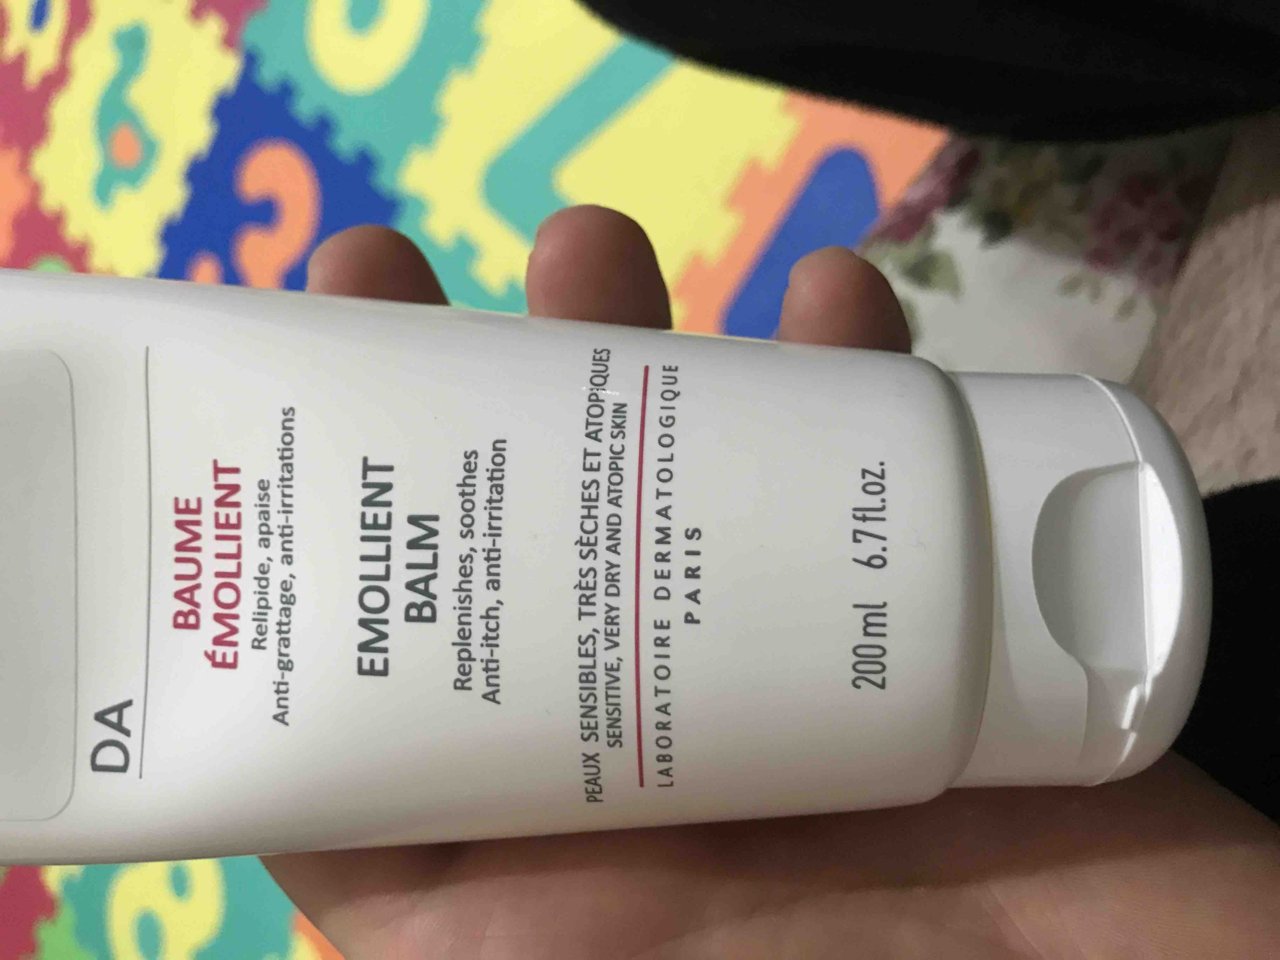 DA
BAUME
ÉMOLLIENT
Relipide, apaise
Anti-grattage, anti-irritations
EMOLLIENT
BALM
Replenishes, soothes
Anti-itch, anti-irritation
PEAUX SENSIBLES, TRÈS SÈCHES ET ATOPIQUES
SENSITIVE, VERY DRY AND ATOPIC SKIN
LABORATOIRE DERMATOLOGIQUE
PARIS
200 ml 6.7 fl.oz.